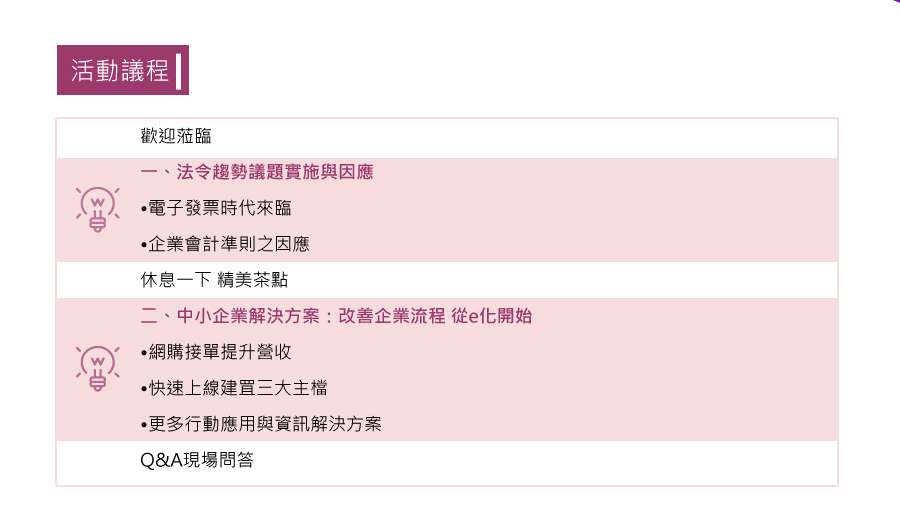 活動議程
歡迎蒞臨
一、法令趨勢議題實施與因應
•電子發票時代來臨
•企業會計準則之因應
休息一下 精美茶點
二、中小企業解決方案：改善企業流程 從e化開始
•網購接單提升營收
•快速上線建置三大主檔
•更多行動應用與資訊解決方案
Q&A現場問答